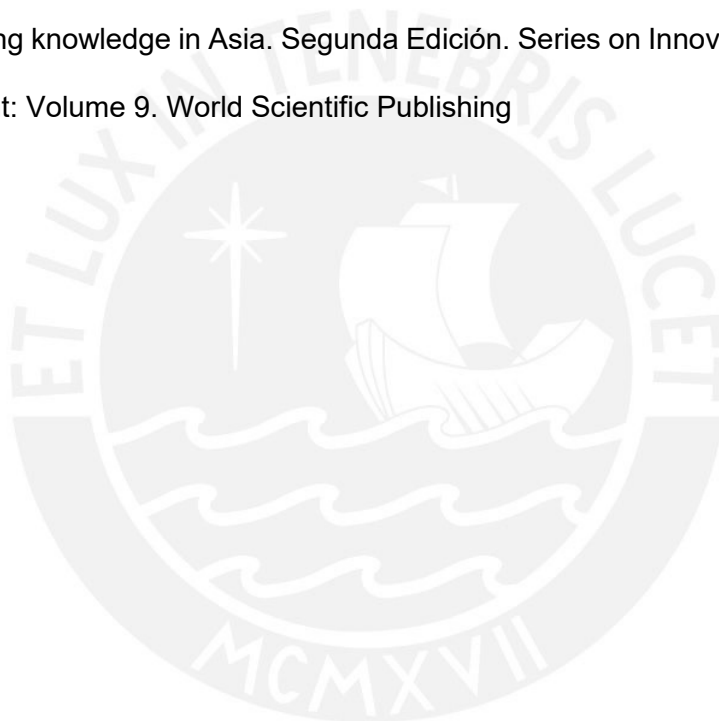 ng knowledge in Asia. Segunda Edición. Series on Innov
t: Volume 9. World Scientific Publishing
ET LUX IN TENEBRIS LUCET
MCMXVII